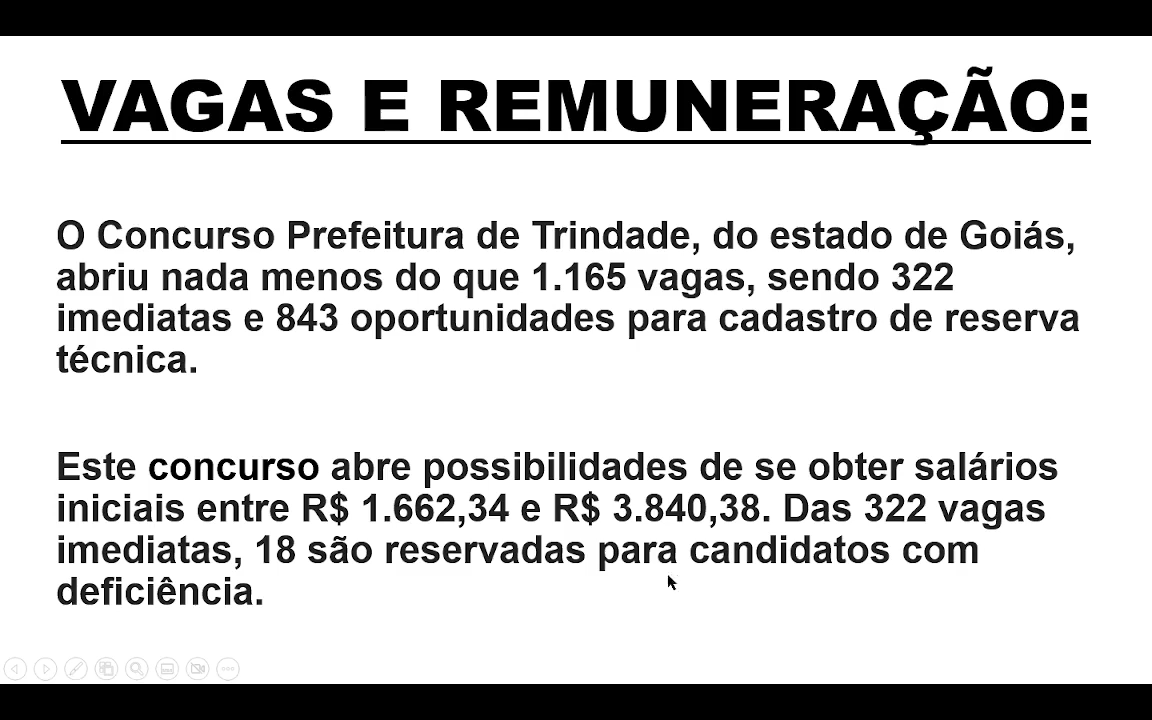 VAGAS E REMUNERAÇÃO:
O Concurso Prefeitura de Trindade, do estado de Goiás,
abriu nada menos do que 1.165 vagas, sendo 322
imediatas e 843 oportunidades para cadastro de reserva
técnica.
Este concurso abre possibilidades de se obter salários
iniciais entre R$ 1.662,34 e R$ 3.840,38. Das 322 vagas
imediatas, 18 são reservadas para candidatos com
deficiência.